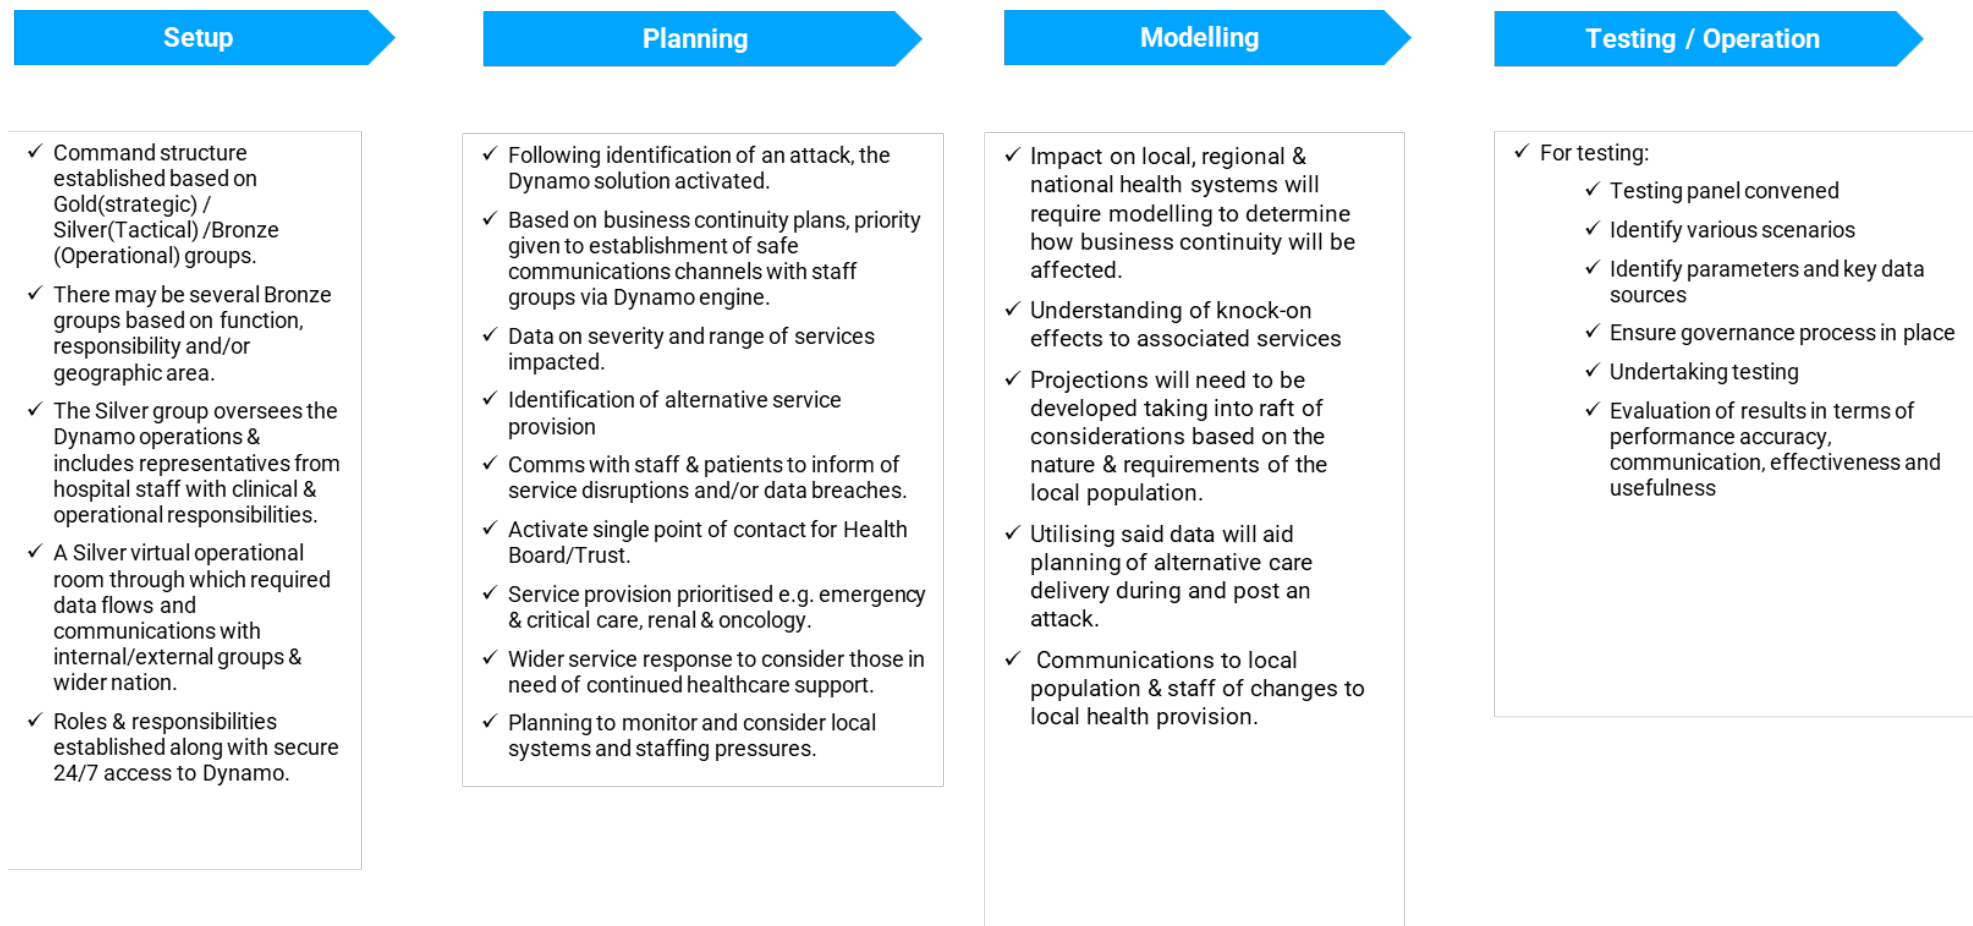 Setup
Planning
Modelling
Testing / Operation
✓ Command structure
established based on
Gold(strategic) /
Silver(Tactical) /Bronze
(Operational) groups.
✓ There may be several Bronze
groups based on function,
responsibility and/or
geographic area.
✓ The Silver group oversees the
Dynamo operations &
includes representatives from
hospital staff with clinical &
operational responsibilities.
✓ A Silver virtual operational
room through which required
data flows and
communications with
internal/external groups &
wider nation.
✓ Roles & responsibilities
established along with secure
24/7 access to Dynamo.
✓ Following identification of an attack, the
Dynamo solution activated.
✓ Based on business continuity plans, priority
given to establishment of safe
communications channels with staff
groups via Dynamo engine.
✓ Data on severity and range of services
impacted.
✓ Identification of alternative service
provision
✓ Comms with staff & patients to inform of
service disruptions and/or data breaches.
✓ Activate single point of contact for Health
Board/Trust.
✓ Service provision prioritised e.g. emergency
& critical care, renal & oncology.
✓ Wider service response to consider those in
need of continued healthcare support.
✓ Planning to monitor and consider local
systems and staffing pressures.
✓ Impact on local, regional &
national health systems will
require modelling to determine
how business continuity will be
affected.
✓ Understanding of knock-on
effects to associated services
✓ Projections will need to be
developed taking into raft of
considerations based on the
nature & requirements of the
local population.
✓ Utilising said data will aid
planning of alternative care
delivery during and post an
attack.
✓ Communications to local
population & staff of changes to
local health provision.
✓ For testing:
✓ Testing panel convened
✓ Identify various scenarios
✓ Identify parameters and key data
sources
✓ Ensure governance process in place
✓ Undertaking testing
✓ Evaluation of results in terms of
performance accuracy,
communication, effectiveness and
usefulness